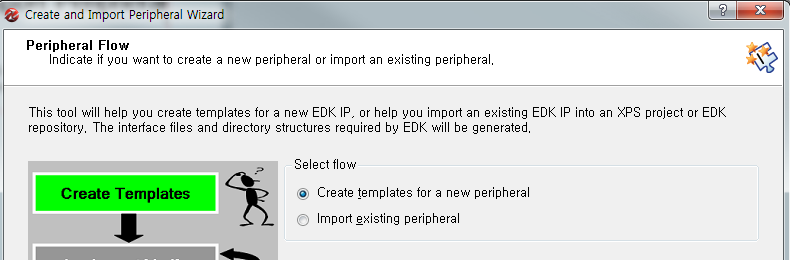 Create and Import Peripheral Wizard
Peripheral Flow
Indicate if you want to create a new peripheral or import an existing peripheral.
This tool will help you create templates for a new EDK IP, or help you import an existing EDK IP into an XPS project or EDK
repository. The interface files and directory structures required by EDK will be generated.
Select flow
Create Templates
Create templates for a new peripheral
Import existing peripheral